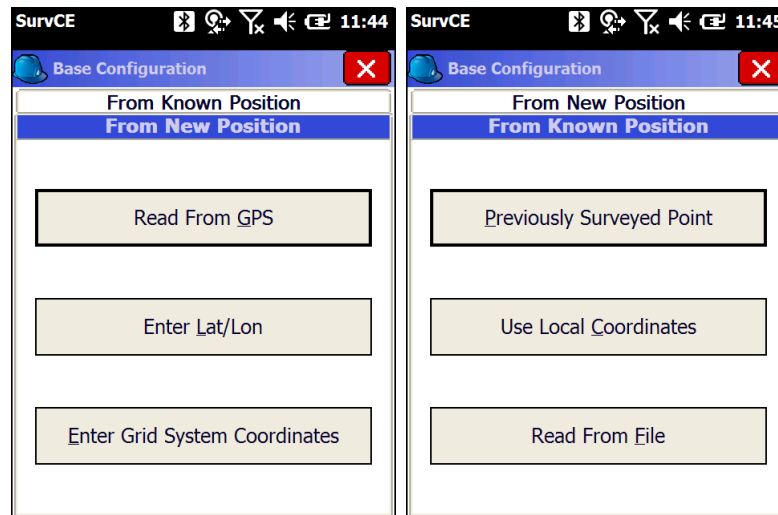 SurvCE 11:44
Base Configuration
From Known Position
From New Position
Read From GPS
Enter Lat/Lon
Enter Grid System Coordinates
SurvCE 11:45
Base Configuration
From New Position
From Known Position
Previously Surveyed Point
Use Local Coordinates
Read From File